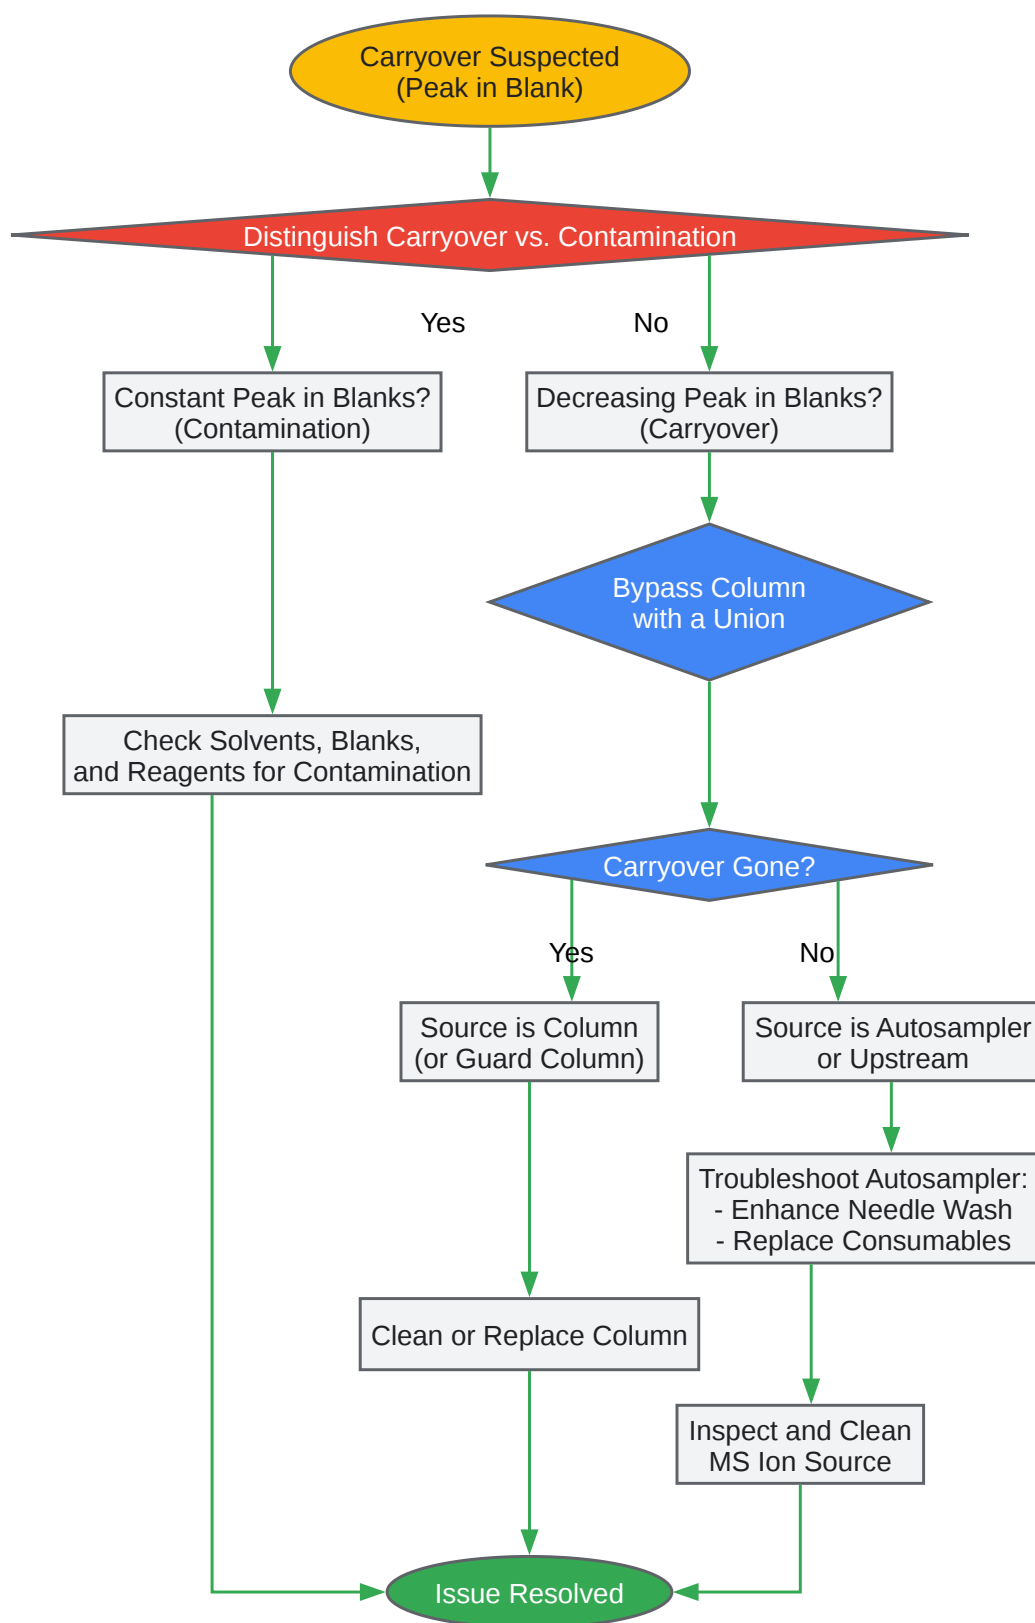 Carryover Suspected
(Peak in Blank)
Distinguish Carryover vs. Contamination
Yes
No
Constant Peak in Blanks?
(Contamination)
Decreasing Peak in Blanks?
(Carryover)
Bypass Column
with a Union
Check Solvents, Blanks,
and Reagents for Contamination
Carryover Gone?
Yes
No
Source is Column
(or Guard Column)
Source is Autosampler
or Upstream
Troubleshoot Autosampler:
- Enhance Needle Wash
- Replace Consumables
Clean or Replace Column
Inspect and Clean
MS Ion Source
Issue Resolved